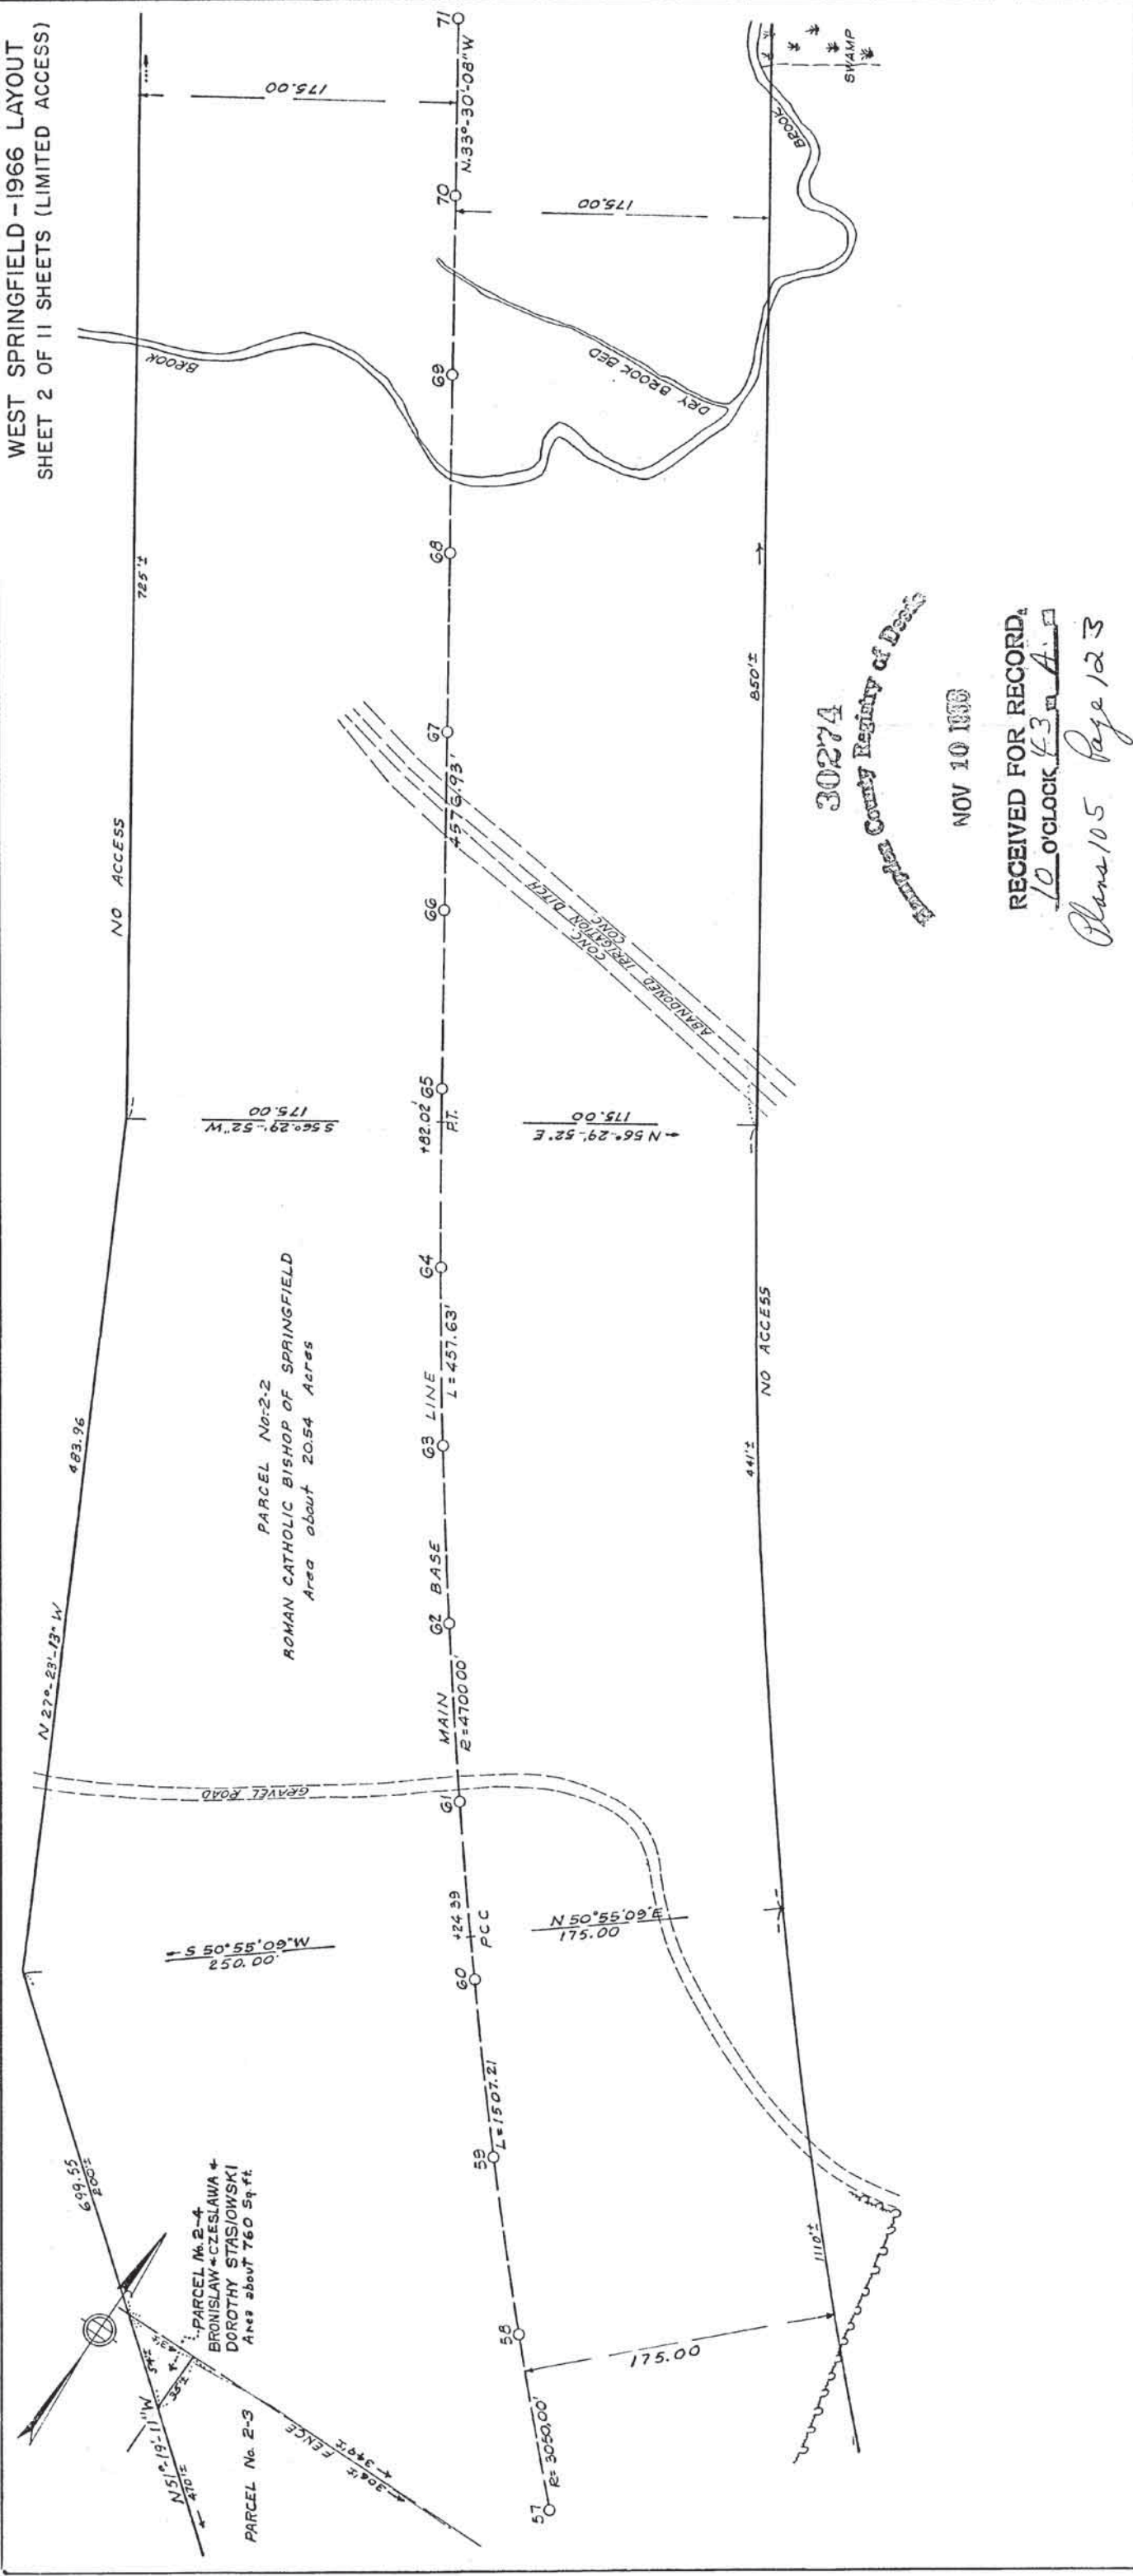 WEST SPRINGFIELD - 1966 LAYOUT
SHEET 2 OF 11 SHEETS (LIMITED ACCESS)
699.55
200'±
N 27°-23'-13" W
483.96
NO ACCESS
725'±
175.00
BROOK
N51°-19'-11"W
470'±
54'±
35'±
43'±
PARCEL No. 2-4
BRONISLAW & CZESLAWA &
DOROTHY STASIOWSKI
Area about 760 Sq. ft.
PARCEL No. 2-3
FENCE
304'±
349'±
S 50°55'09"W
250.00
GRAVEL ROAD
PARCEL No. 2-2
ROMAN CATHOLIC BISHOP OF SPRINGFIELD
Area about 20.54 Acres
S 56°-29'-52"W
175.00
57
R= 3050.00'
58
59
L=1507.21
60
+24.39
PCC
61
MAIN
R=4700.00'
62
BASE
63
LINE
L=457.63'
64
+82.02'
P.T.
65
66
4576.93'
67
68
69
70
N.33°-30'-08"W
71
175.00
N 50°55'09"E
175.00
N 56°-29'-52"E
175.00
CONC.
ABANDONED IRRIGATION DITCH
CONC.
DRY BROOK BED
175.00
BROOK
SWAMP
1110'±
441'±
NO ACCESS
850'±
30274
Hampden County Registry of Deeds
NOV 10 1966
RECEIVED FOR RECORD.
10 O'CLOCK 43 m A. m
Plans 105 Page 123